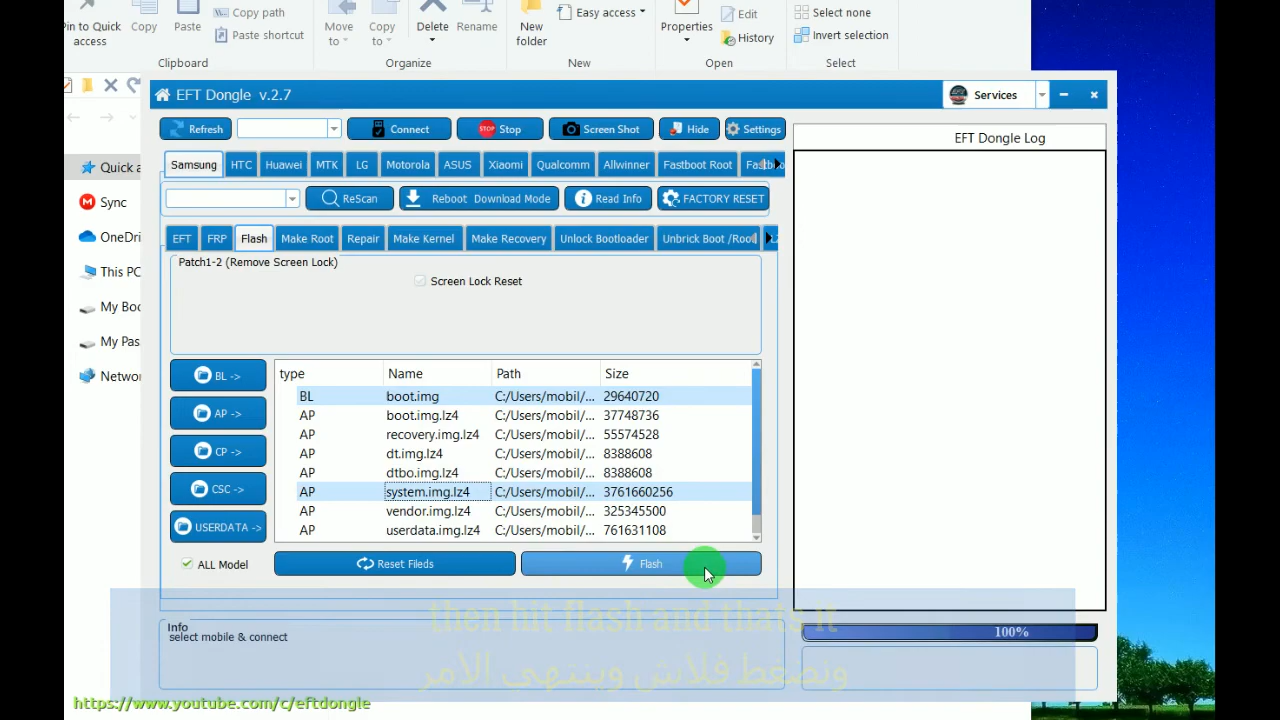 Pin to Quick access
Copy
Paste
Copy path
Paste shortcut
Move to
Copy to
Delete
Rename
New folder
Easy access
Properties
Edit
History
Select none
Invert selection
Clipboard
Organize
New
Open
Select
EFT Dongle v.2.7
Services
Refresh
Connect
STOP Stop
Screen Shot
Hide
Settings
EFT Dongle Log
Samsung
HTC
Huawei
MTK
LG
Motorola
ASUS
Xiaomi
Qualcomm
Allwinner
Fastboot Root
ReScan
Reboot Download Mode
Read Info
FACTORY RESET
EFT
FRP
Flash
Make Root
Repair
Make Kernel
Make Recovery
Unlock Bootloader
Unbrick Boot /Root
Quick a
Sync
OneDri
This PC
My Boo
My Pas
Netwo
Patch1-2 (Remove Screen Lock)
Screen Lock Reset
BL ->
AP ->
CP ->
CSC ->
USERDATA ->
type Name Path Size
BL boot.img C:/Users/mobil/... 29640720
AP boot.img.lz4 C:/Users/mobil/... 37748736
AP recovery.img.lz4 C:/Users/mobil/... 55574528
AP dt.img.lz4 C:/Users/mobil/... 8388608
AP dtbo.img.lz4 C:/Users/mobil/... 8388608
AP system.img.lz4 C:/Users/mobil/... 3761660256
AP vendor.img.lz4 C:/Users/mobil/... 325345500
AP userdata.img.lz4 C:/Users/mobil/... 761631108
ALL Model
Reset Fileds
Flash
then hit flash and thats it
ونضغط فلاش وينتهي الامر
Info
select mobile & connect
100%
https://www.youtube.com/c/eftdongle